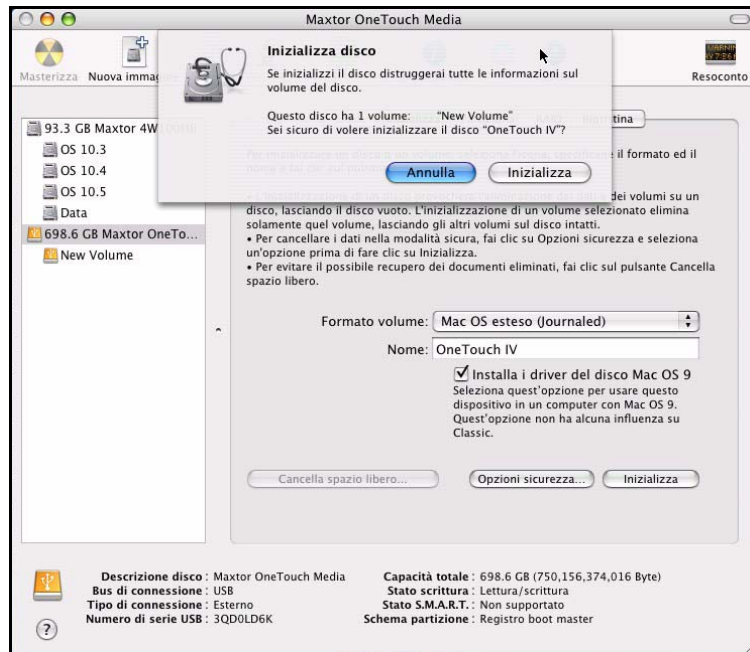 Maxtor OneTouch Media
Masterizza
Nuova immag
Resoconto
Inizializza disco
Se inizializzi il disco distruggerai tutte le informazioni sul
volume del disco.
Questo disco ha 1 volume: "New Volume"
Sei sicuro di volere inizializzare il disco "OneTouch IV"?
Annulla
Inizializza
93.3 GB Maxtor
OS 10.3
OS 10.4
OS 10.5
Data
698.6 GB Maxtor OneTo...
New Volume
tina
il formato ed il
dei volumi su un
disco, lasciando il disco vuoto. L'inizializzazione di un volume selezionato elimina
solamente quel volume, lasciando gli altri volumi sul disco intatti.
• Per cancellare i dati nella modalità sicura, fai clic su Opzioni sicurezza e seleziona
un'opzione prima di fare clic su Inizializza.
• Per evitare il possibile recupero dei documenti eliminati, fai clic sul pulsante Cancella
spazio libero.
Formato volume: Mac OS esteso (Journaled)
Nome: OneTouch IV
Installa i driver del disco Mac OS 9
Seleziona quest'opzione per usare questo
dispositivo in un computer con Mac OS 9.
Quest'opzione non ha alcuna influenza su
Classic.
Cancella spazio libero...
Opzioni sicurezza...
Inizializza
Descrizione disco : Maxtor OneTouch Media
Bus di connessione : USB
Tipo di connessione : Esterno
Numero di serie USB : 3QD0LD6K
Capacità totale : 698.6 GB (750,156,374,016 Byte)
Stato scrittura : Lettura/scrittura
Stato S.M.A.R.T. : Non supportato
Schema partizione : Registro boot master
?